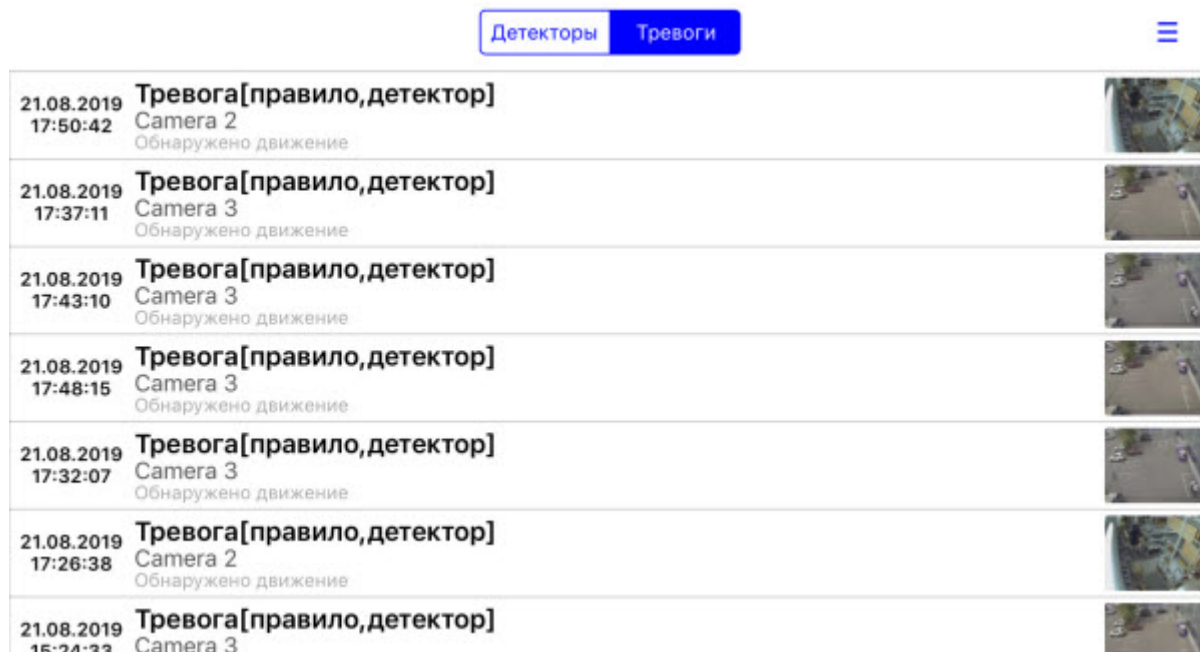 Детекторы Тревоги
21.08.2019 17:50:42
Тревога[правило,детектор]
Camera 2
Обнаружено движение
21.08.2019 17:37:11
Тревога[правило,детектор]
Camera 3
Обнаружено движение
21.08.2019 17:43:10
Тревога[правило,детектор]
Camera 3
Обнаружено движение
21.08.2019 17:48:15
Тревога[правило,детектор]
Camera 3
Обнаружено движение
21.08.2019 17:32:07
Тревога[правило,детектор]
Camera 3
Обнаружено движение
21.08.2019 17:26:38
Тревога[правило,детектор]
Camera 2
Обнаружено движение
21.08.2019 15:24:33
Тревога[правило,детектор]
Camera 3